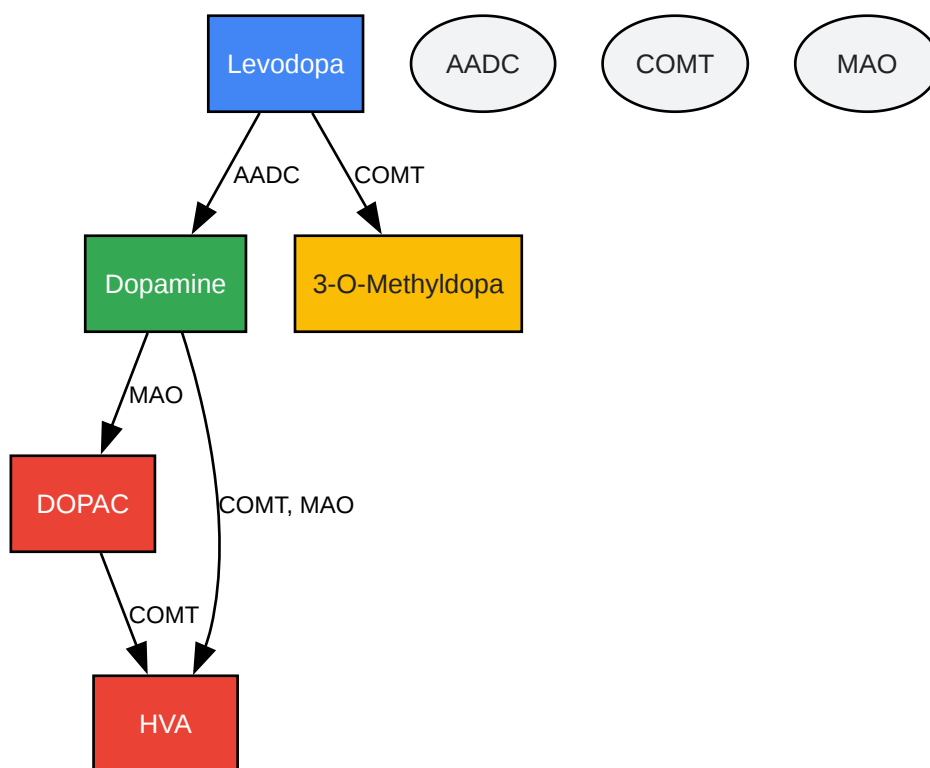 Levodopa
AADC
COMT
MAO
AADC
COMT
Dopamine
3-O-Methyldopa
MAO
DOPAC
COMT, MAO
COMT
HVA